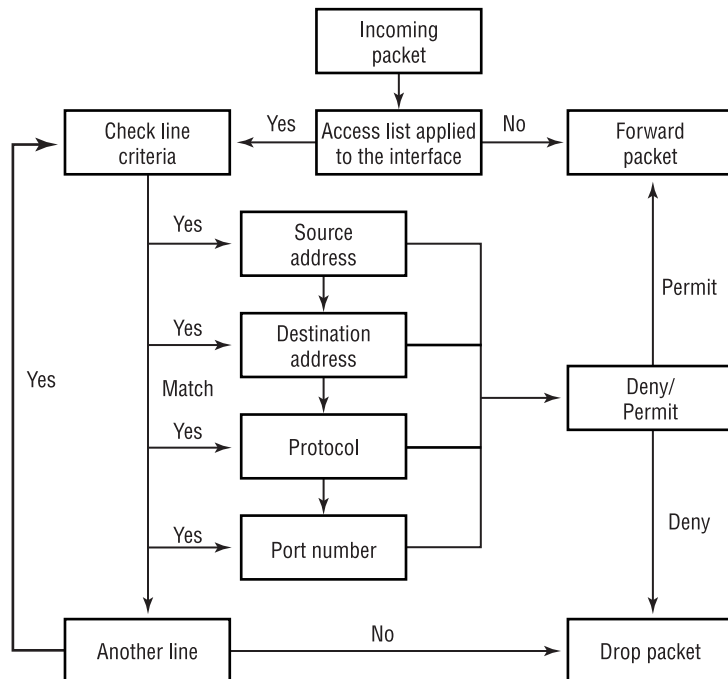 Incoming
packet
Check line
criteria
Yes
Access list applied
to the interface
No
Forward
packet
Yes
Source
address
Permit
Yes
Destination
address
Yes
Match
Deny/
Permit
Yes
Protocol
Deny
Yes
Port number
Another line
No
Drop packet